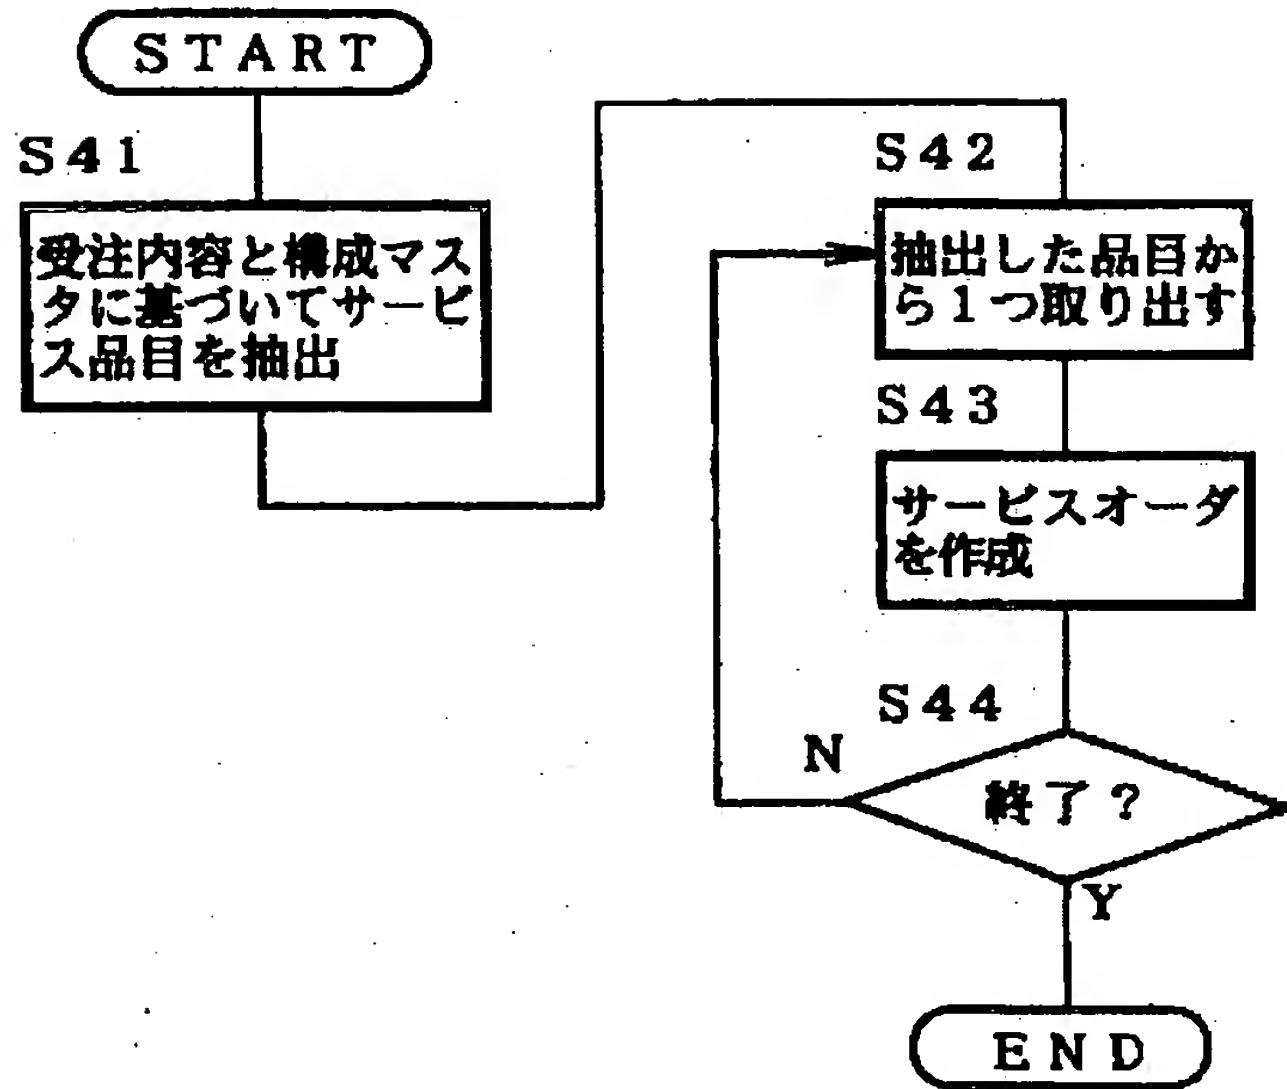 START
S41
受注内容と構成マス
タに基づいてサービ
ス品目を抽出
S42
抽出した品目か
ら1つ取り出す
S43
サービスオーダ
を作成
S44
N
終了?
Y
END